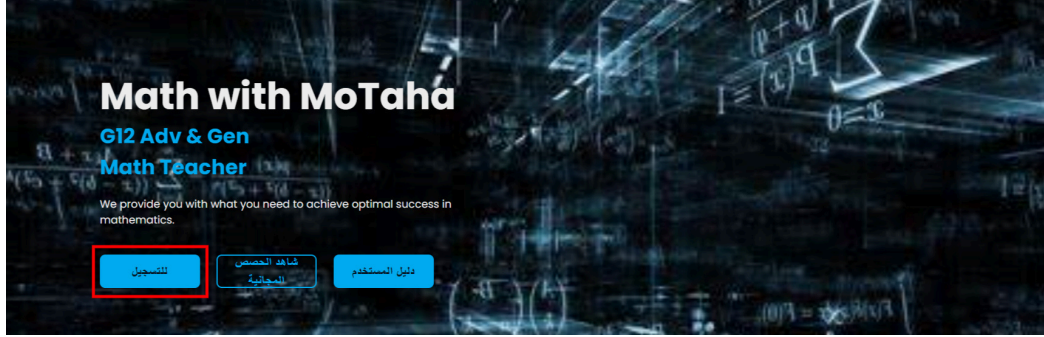 Math with MoTaha
G12 Adv & Gen
Math Teacher
We provide you with what you need to achieve optimal success in
mathematics.
للتسجيل
شاهد الحصص
المجانية
دليل المستخدم